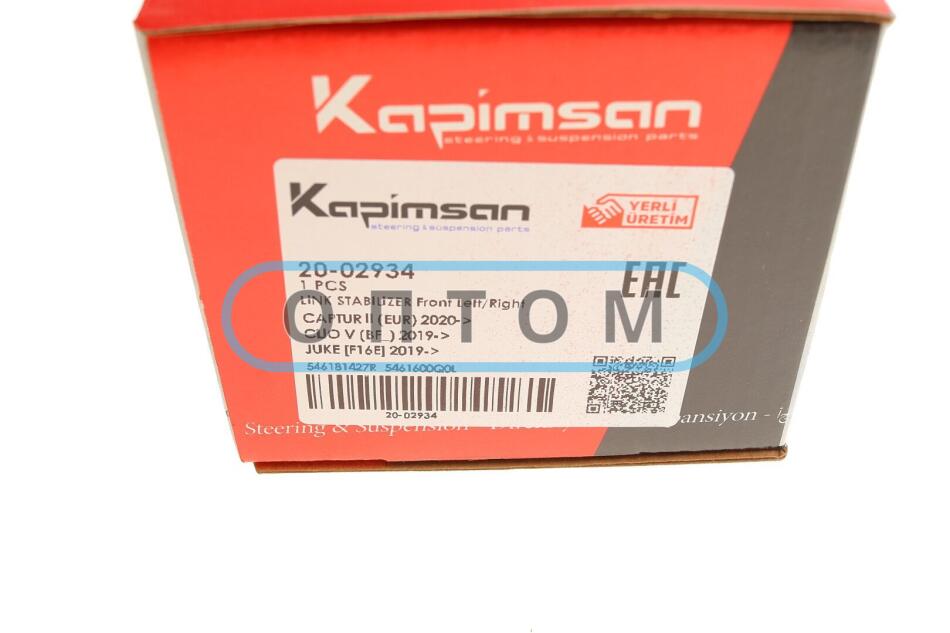 Kapimsan
steering & suspension parts
Kapimsan
steering & suspension parts
YERLİ
ÜRETİM
20-02934
1 PCS
EAC
LINK STABILIZER Front Left/Right
CAPTUR II (EUR) 2020->
ОПТОМ
CLIO V (BF_) 2019->
JUKE [F16E] 2019->
546181427R 5461600Q0L
20-02934
Steering & Suspension -